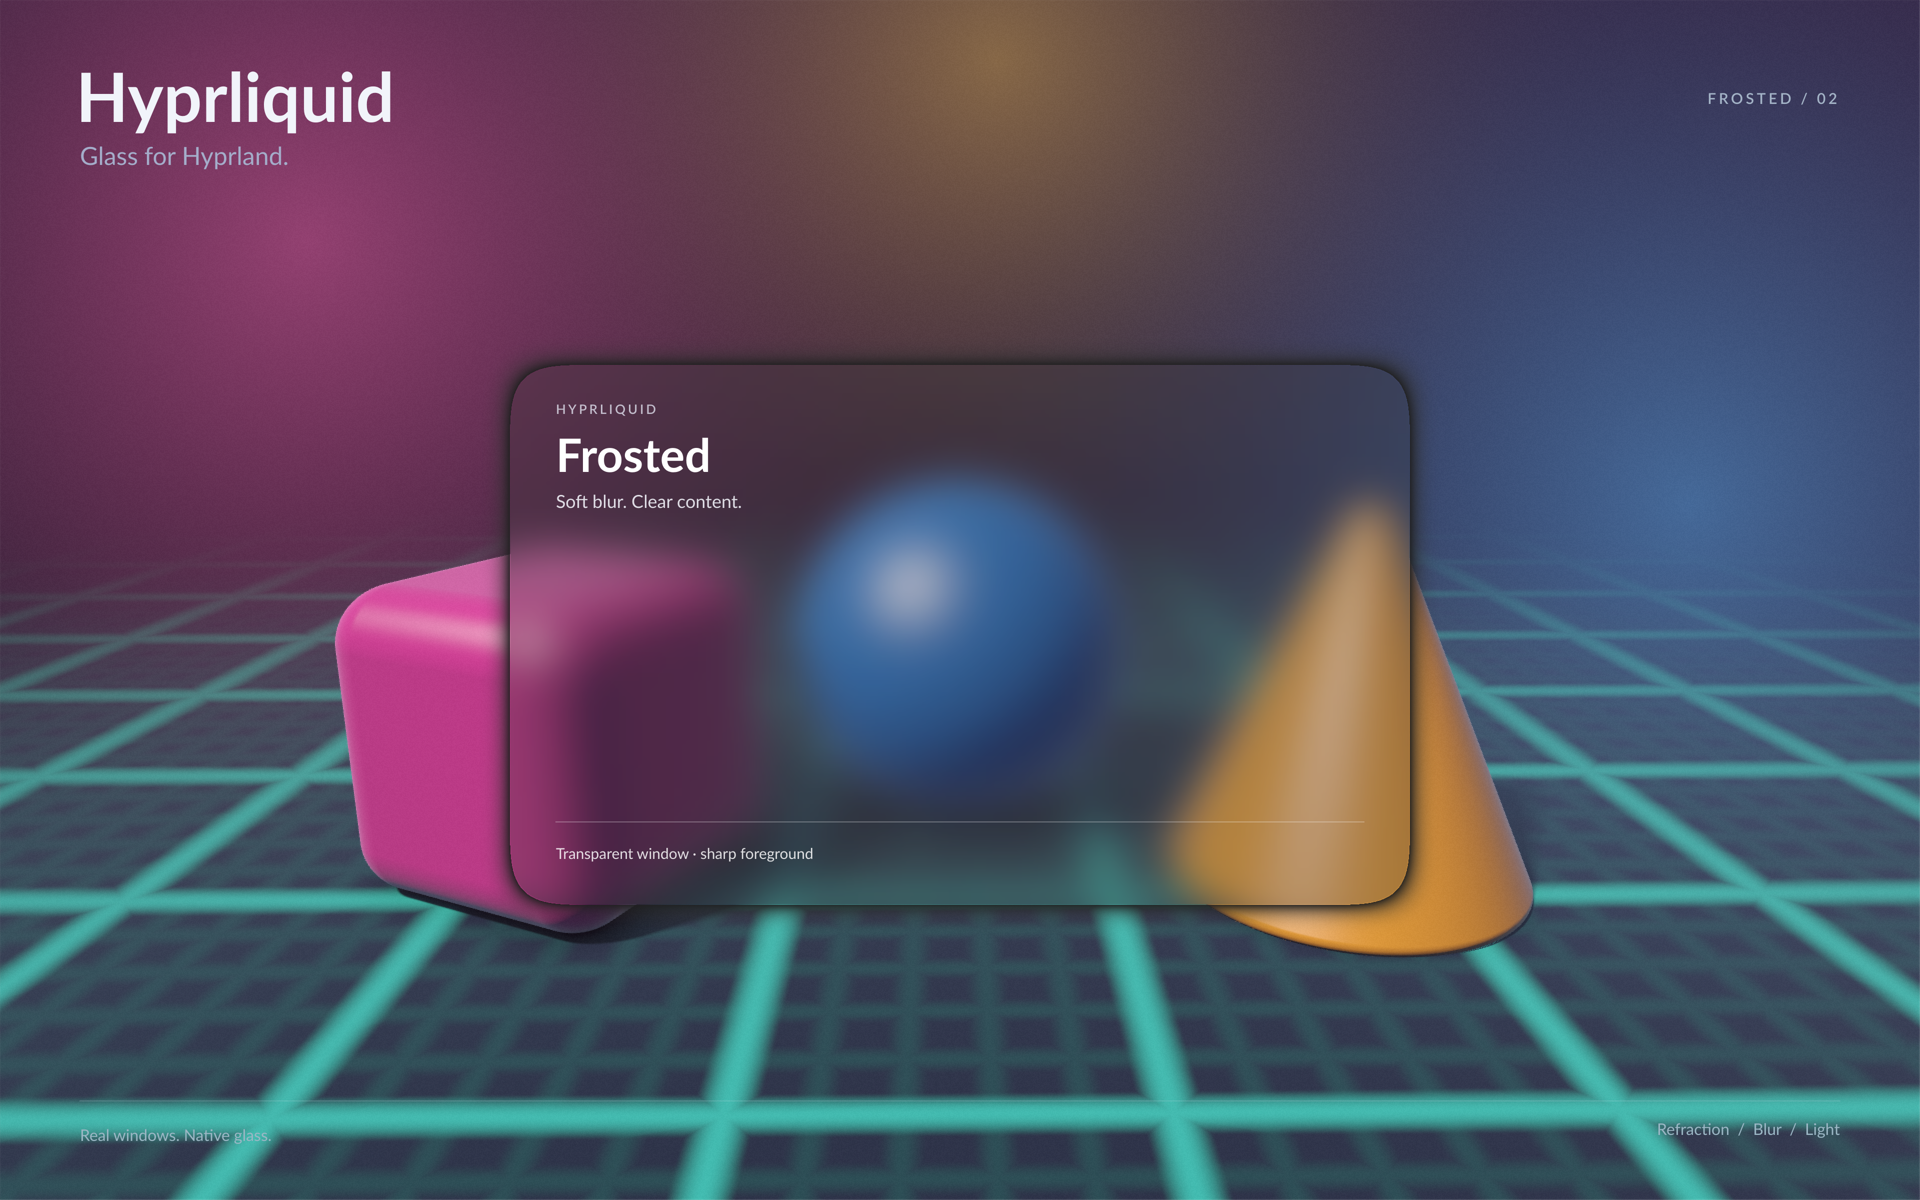 Hyprliquid
Glass for Hyprland.
FROSTED / 02
HYPRLIQUID
Frosted
Soft blur. Clear content.
Transparent window · sharp foreground
Real windows. Native glass.
Refraction / Blur / Light